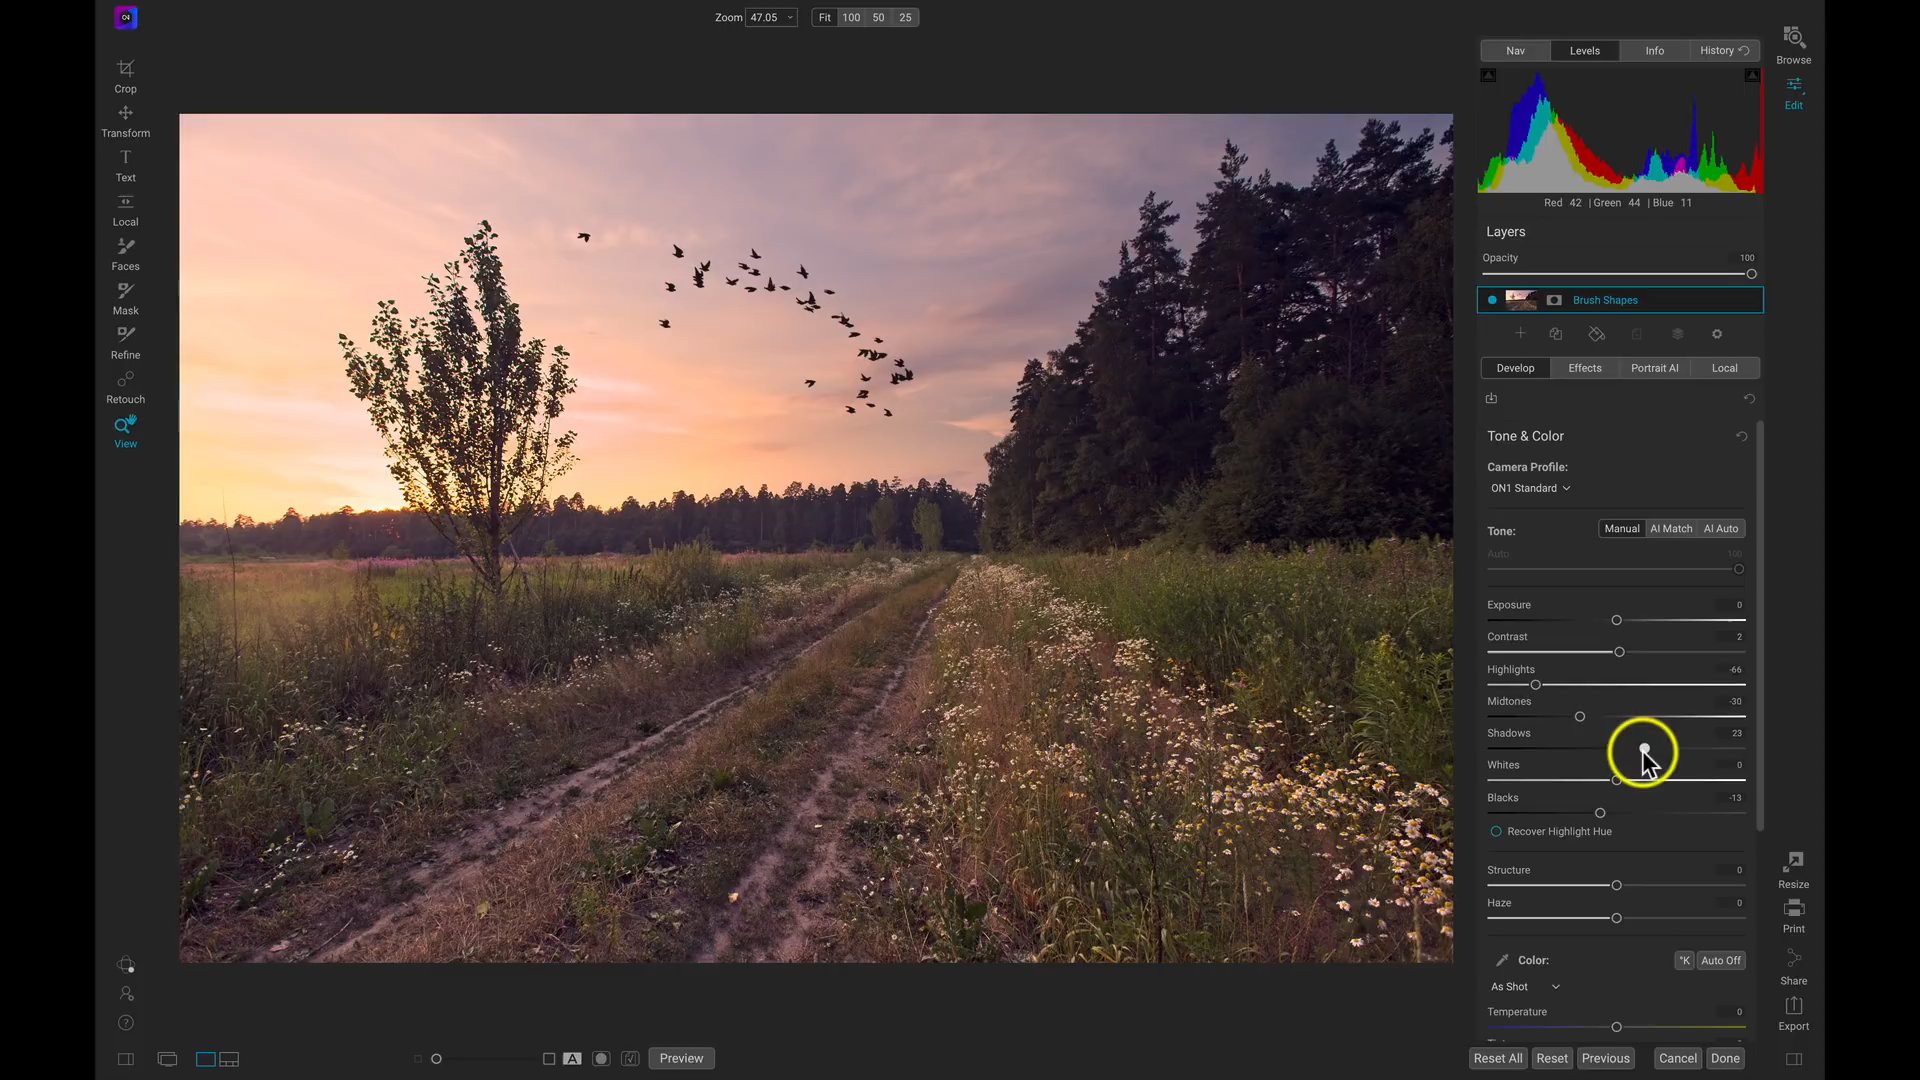 Zoom 47.05 Fit 100 50 25
Crop
Transform
T
Text
Local
Faces
Mask
Refine
Retouch
View
Nav Levels Info History
Red 42 | Green 44 | Blue 11
Layers
Opacity 100
Brush Shapes
Develop Effects Portrait AI Local
Tone & Color
Camera Profile:
ON1 Standard
Tone: Manual AI Match AI Auto
Auto 100
Exposure 0
Contrast 2
Highlights -66
Midtones -30
Shadows 23
Whites 0
Blacks -13
Recover Highlight Hue
Structure 0
Haze 0
Color: °K Auto Off
As Shot
Temperature 0
Browse
Edit
Resize
Print
Share
Export
?
A Preview
Reset All Reset Previous Cancel Done